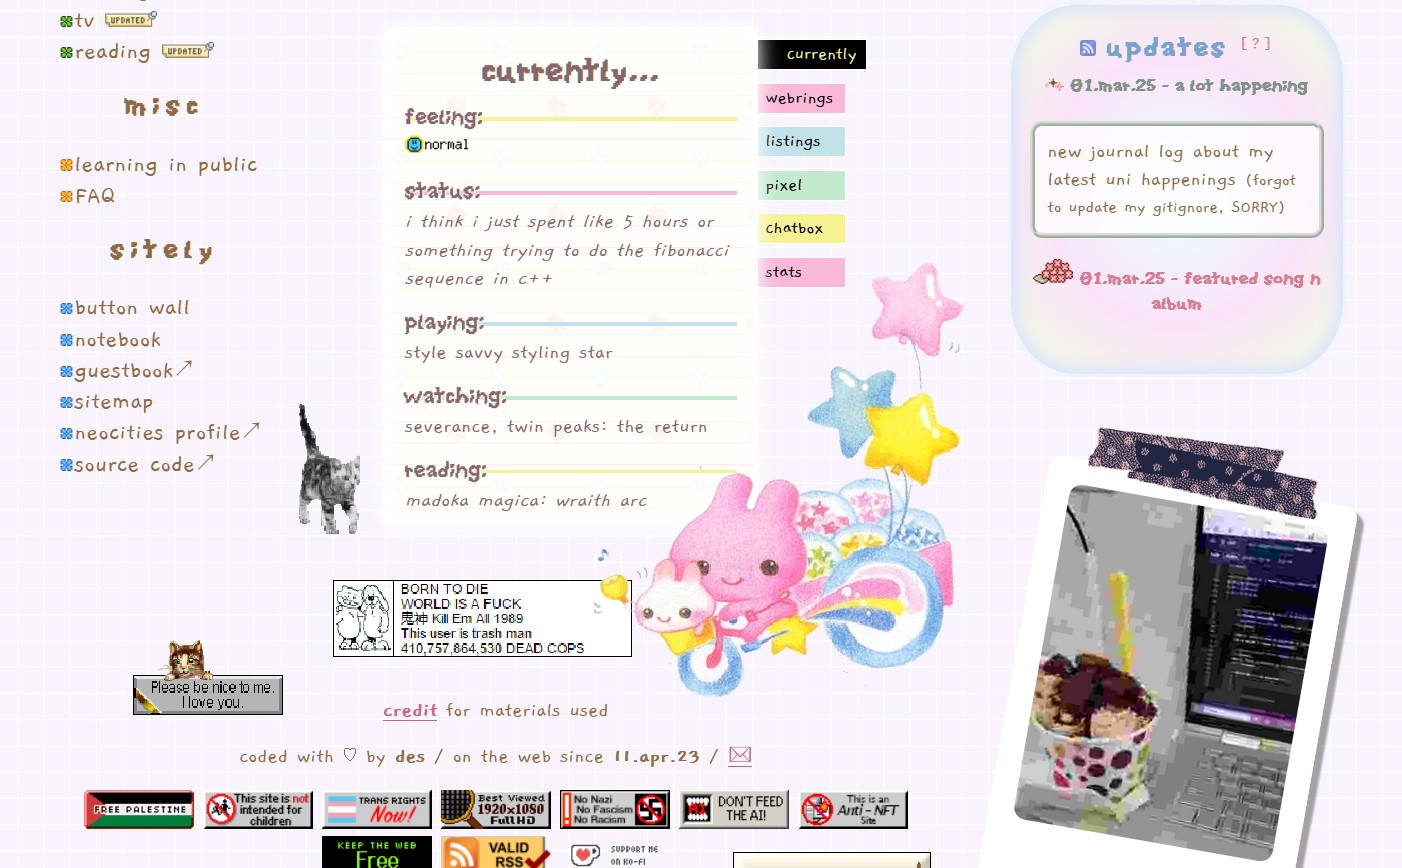 tv UPDATED
reading UPDATED
misc
learning in public
FAQ
sitely
button wall
notebook
guestbook↗
sitemap
neocities profile↗
source code↗
currently...
feeling:
normal
status:
i think i just spent like 5 hours or
something trying to do the fibonacci
sequence in c++
playing:
style savvy styling star
watching:
severance, twin peaks: the return
reading:
madoka magica: wraith arc
currently
webrings
listings
pixel
chatbox
stats
updates [?]
01.mar.25 - a lot happening
new journal log about my
latest uni happenings (forgot
to update my gitignore, SORRY)
01.mar.25 - featured song n
album
BORN TO DIE
WORLD IS A FUCK
鬼神 Kill Em All 1989
This user is trash man
410,757,864,530 DEAD COPS
Please be nice to me.
I love you.
credit for materials used
coded with ♡ by des / on the web since 11.apr.23 /
FREE PALESTINE
This site is not
intended for
children
TRANS RIGHTS
Now!
Best Viewed
1920x1080
Full HD
No Nazi
No Fascism
No Racism
AI
DON'T FEED
THE AI!
This is an
Anti - NFT
Site
KEEP THE WEB
Free
VALID
RSS
SUPPORT ME
ON KO-FI